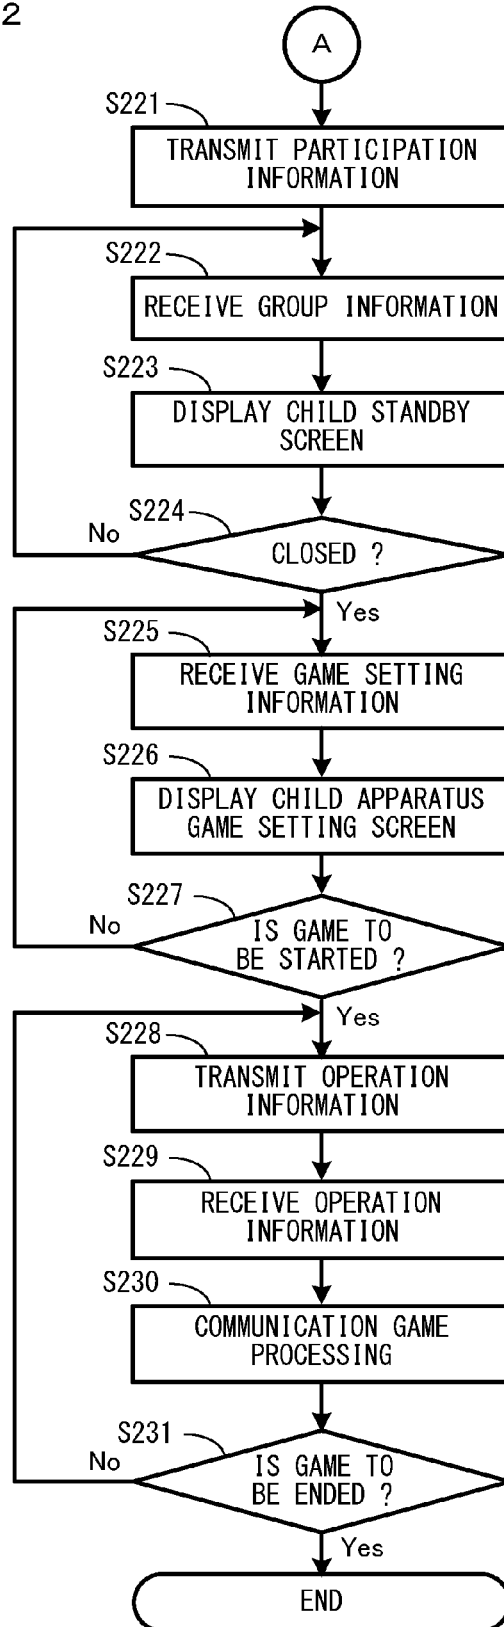 2
A
S221
TRANSMIT PARTICIPATION
INFORMATION
S222
RECEIVE GROUP INFORMATION
S223
DISPLAY CHILD STANDBY
SCREEN
S224
No
CLOSED ?
Yes
S225
RECEIVE GAME SETTING
INFORMATION
S226
DISPLAY CHILD APPARATUS
GAME SETTING SCREEN
S227
No
IS GAME TO
BE STARTED ?
Yes
S228
TRANSMIT OPERATION
INFORMATION
S229
RECEIVE OPERATION
INFORMATION
S230
COMMUNICATION GAME
PROCESSING
S231
No
IS GAME TO
BE ENDED ?
Yes
END